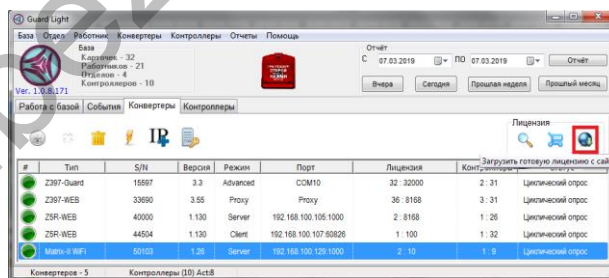 Guard Light
База Отдел Работник Конвертеры Контроллеры Отчеты Помощь
База
Карточек - 32
Работников - 21
Отделов - 4
Контроллеров - 10
Ver. 1.0.8.171
Отчёт
С 07.03.2019 ПО 07.03.2019 Отчёт
Вчера Сегодня Прошлая неделя Прошлый месяц
Работа с базой События Конвертеры Контроллеры
Лицензия
IP
Загрузить готовую лицензию с сай
# Тип S/N Версия Режим Порт Лицензия
Z397-Guard 15597 3.3 Advanced COM10 32 : 32000 2 : 31 Циклический опрос
Z397-WEB 33690 3.55 Proxy Proxy 36 : 8168 3 : 31 Циклический опрос
Z5R-WEB 40000 1.130 Server 192.168.100.105:1000 2 : 8168 1 : 26 Циклический опрос
Z5R-WEB 44504 1.130 Client 192.168.100.107:60826 1 : 100 1 : 32 Циклический опрос
Matrix-II WiFi 50103 1.26 Server 192.168.100.129:1000 2 : 10 1 : 9 Циклический опрос
Конвертеров - 5 Контроллеры (10) Act:8